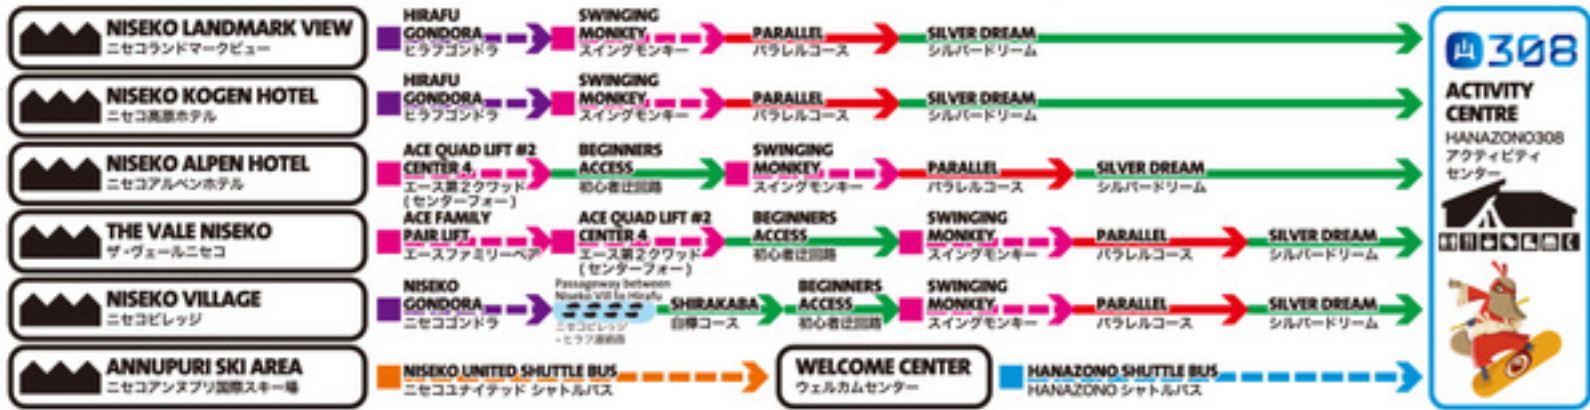 NISEKO LANDMARK VIEW
ニセコランドマークビュー
HIRAFU
GONDORA
ヒラフゴンドラ
SWINGING
MONKEY
スイングモンキー
PARALLEL
パラレルコース
SILVER DREAM
シルバードリーム
NISEKO KOGEN HOTEL
ニセコ高原ホテル
HIRAFU
GONDORA
ヒラフゴンドラ
SWINGING
MONKEY
スイングモンキー
PARALLEL
パラレルコース
SILVER DREAM
シルバードリーム
NISEKO ALPEN HOTEL
ニセコアルペンホテル
ACE QUAD LIFT #2
CENTER 4
エース第2クワッド
(センターフォー)
BEGINNERS
ACCESS
初心者迂回路
SWINGING
MONKEY
スイングモンキー
PARALLEL
パラレルコース
SILVER DREAM
シルバードリーム
THE VALE NISEKO
ザ・ヴェールニセコ
ACE FAMILY
PAIR LIFT
エースファミリーペア
ACE QUAD LIFT #2
CENTER 4
エース第2クワッド
(センターフォー)
BEGINNERS
ACCESS
初心者迂回路
SWINGING
MONKEY
スイングモンキー
PARALLEL
パラレルコース
SILVER DREAM
シルバードリーム
NISEKO VILLAGE
ニセコビレッジ
NISEKO
GONDORA
ニセコゴンドラ
Passageway between
Niseko Vill to Hirafu
ニセコビレッジ
-ヒラフ連絡路
SHIRAKABA
白樺コース
BEGINNERS
ACCESS
初心者迂回路
SWINGING
MONKEY
スイングモンキー
PARALLEL
パラレルコース
SILVER DREAM
シルバードリーム
ANNUPURI SKI AREA
ニセコアンヌプリ国際スキー場
NISEKO UNITED SHUTTLE BUS
ニセコユナイテッド シャトルバス
WELCOME CENTER
ウェルカムセンター
HANAZONO SHUTTLE BUS
HANAZONO シャトルバス
308
ACTIVITY
CENTRE
HANAZONO308
アクティビティ
センター